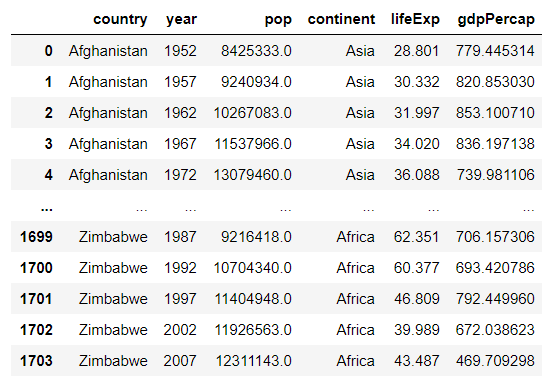 country year pop continent lifeExp gdpPercap
0 Afghanistan 1952 8425333.0 Asia 28.801 779.445314
1 Afghanistan 1957 9240934.0 Asia 30.332 820.853030
2 Afghanistan 1962 10267083.0 Asia 31.997 853.100710
3 Afghanistan 1967 11537966.0 Asia 34.020 836.197138
4 Afghanistan 1972 13079460.0 Asia 36.088 739.981106
... ... ... ... ... ... ...
1699 Zimbabwe 1987 9216418.0 Africa 62.351 706.157306
1700 Zimbabwe 1992 10704340.0 Africa 60.377 693.420786
1701 Zimbabwe 1997 11404948.0 Africa 46.809 792.449960
1702 Zimbabwe 2002 11926563.0 Africa 39.989 672.038623
1703 Zimbabwe 2007 12311143.0 Africa 43.487 469.709298